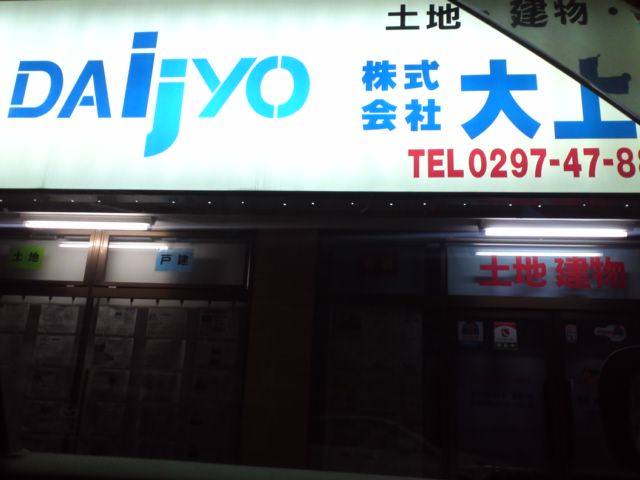 土地・建物・
DAijYO
株式
会社
大上
TEL0297-47-88
土地
戸建
土地 建物